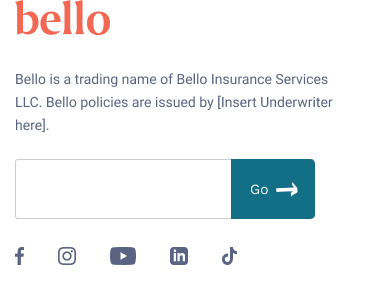 bello
Bello is a trading name of Bello Insurance Services
LLC. Bello policies are issued by [Insert Underwriter
here].
Go